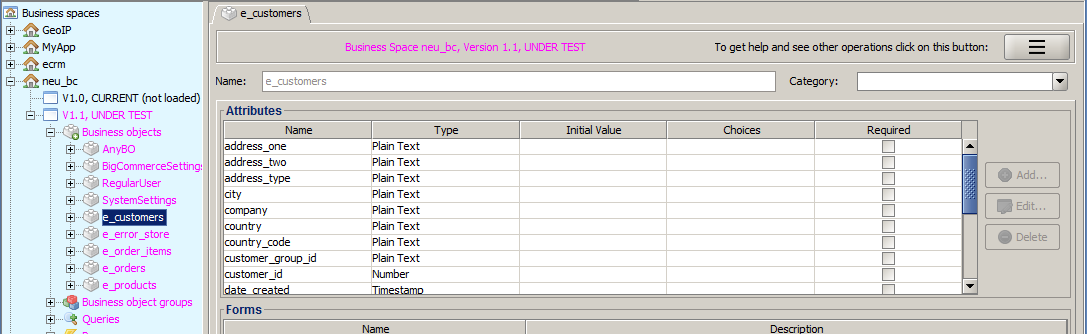 Business spaces
GeoIP
MyApp
ecrm
neu_bc
V1.0, CURRENT (not loaded)
V1.1, UNDER TEST
Business objects
AnyBO
BigCommerceSettings
RegularUser
SystemSettings
e_customers
e_error_store
e_order_items
e_orders
e_products
Business object groups
Queries
e_customers
Business Space neu_bc, Version 1.1, UNDER TEST
To get help and see other operations click on this button:
Name: e_customers Category:
Attributes
Name Type Initial Value Choices Required
address_one Plain Text
address_two Plain Text
address_type Plain Text
city Plain Text
company Plain Text
country Plain Text
country_code Plain Text
customer_group_id Plain Text
customer_id Number
date_created Timestamp
Add...
Edit...
Delete
Forms
Name Description